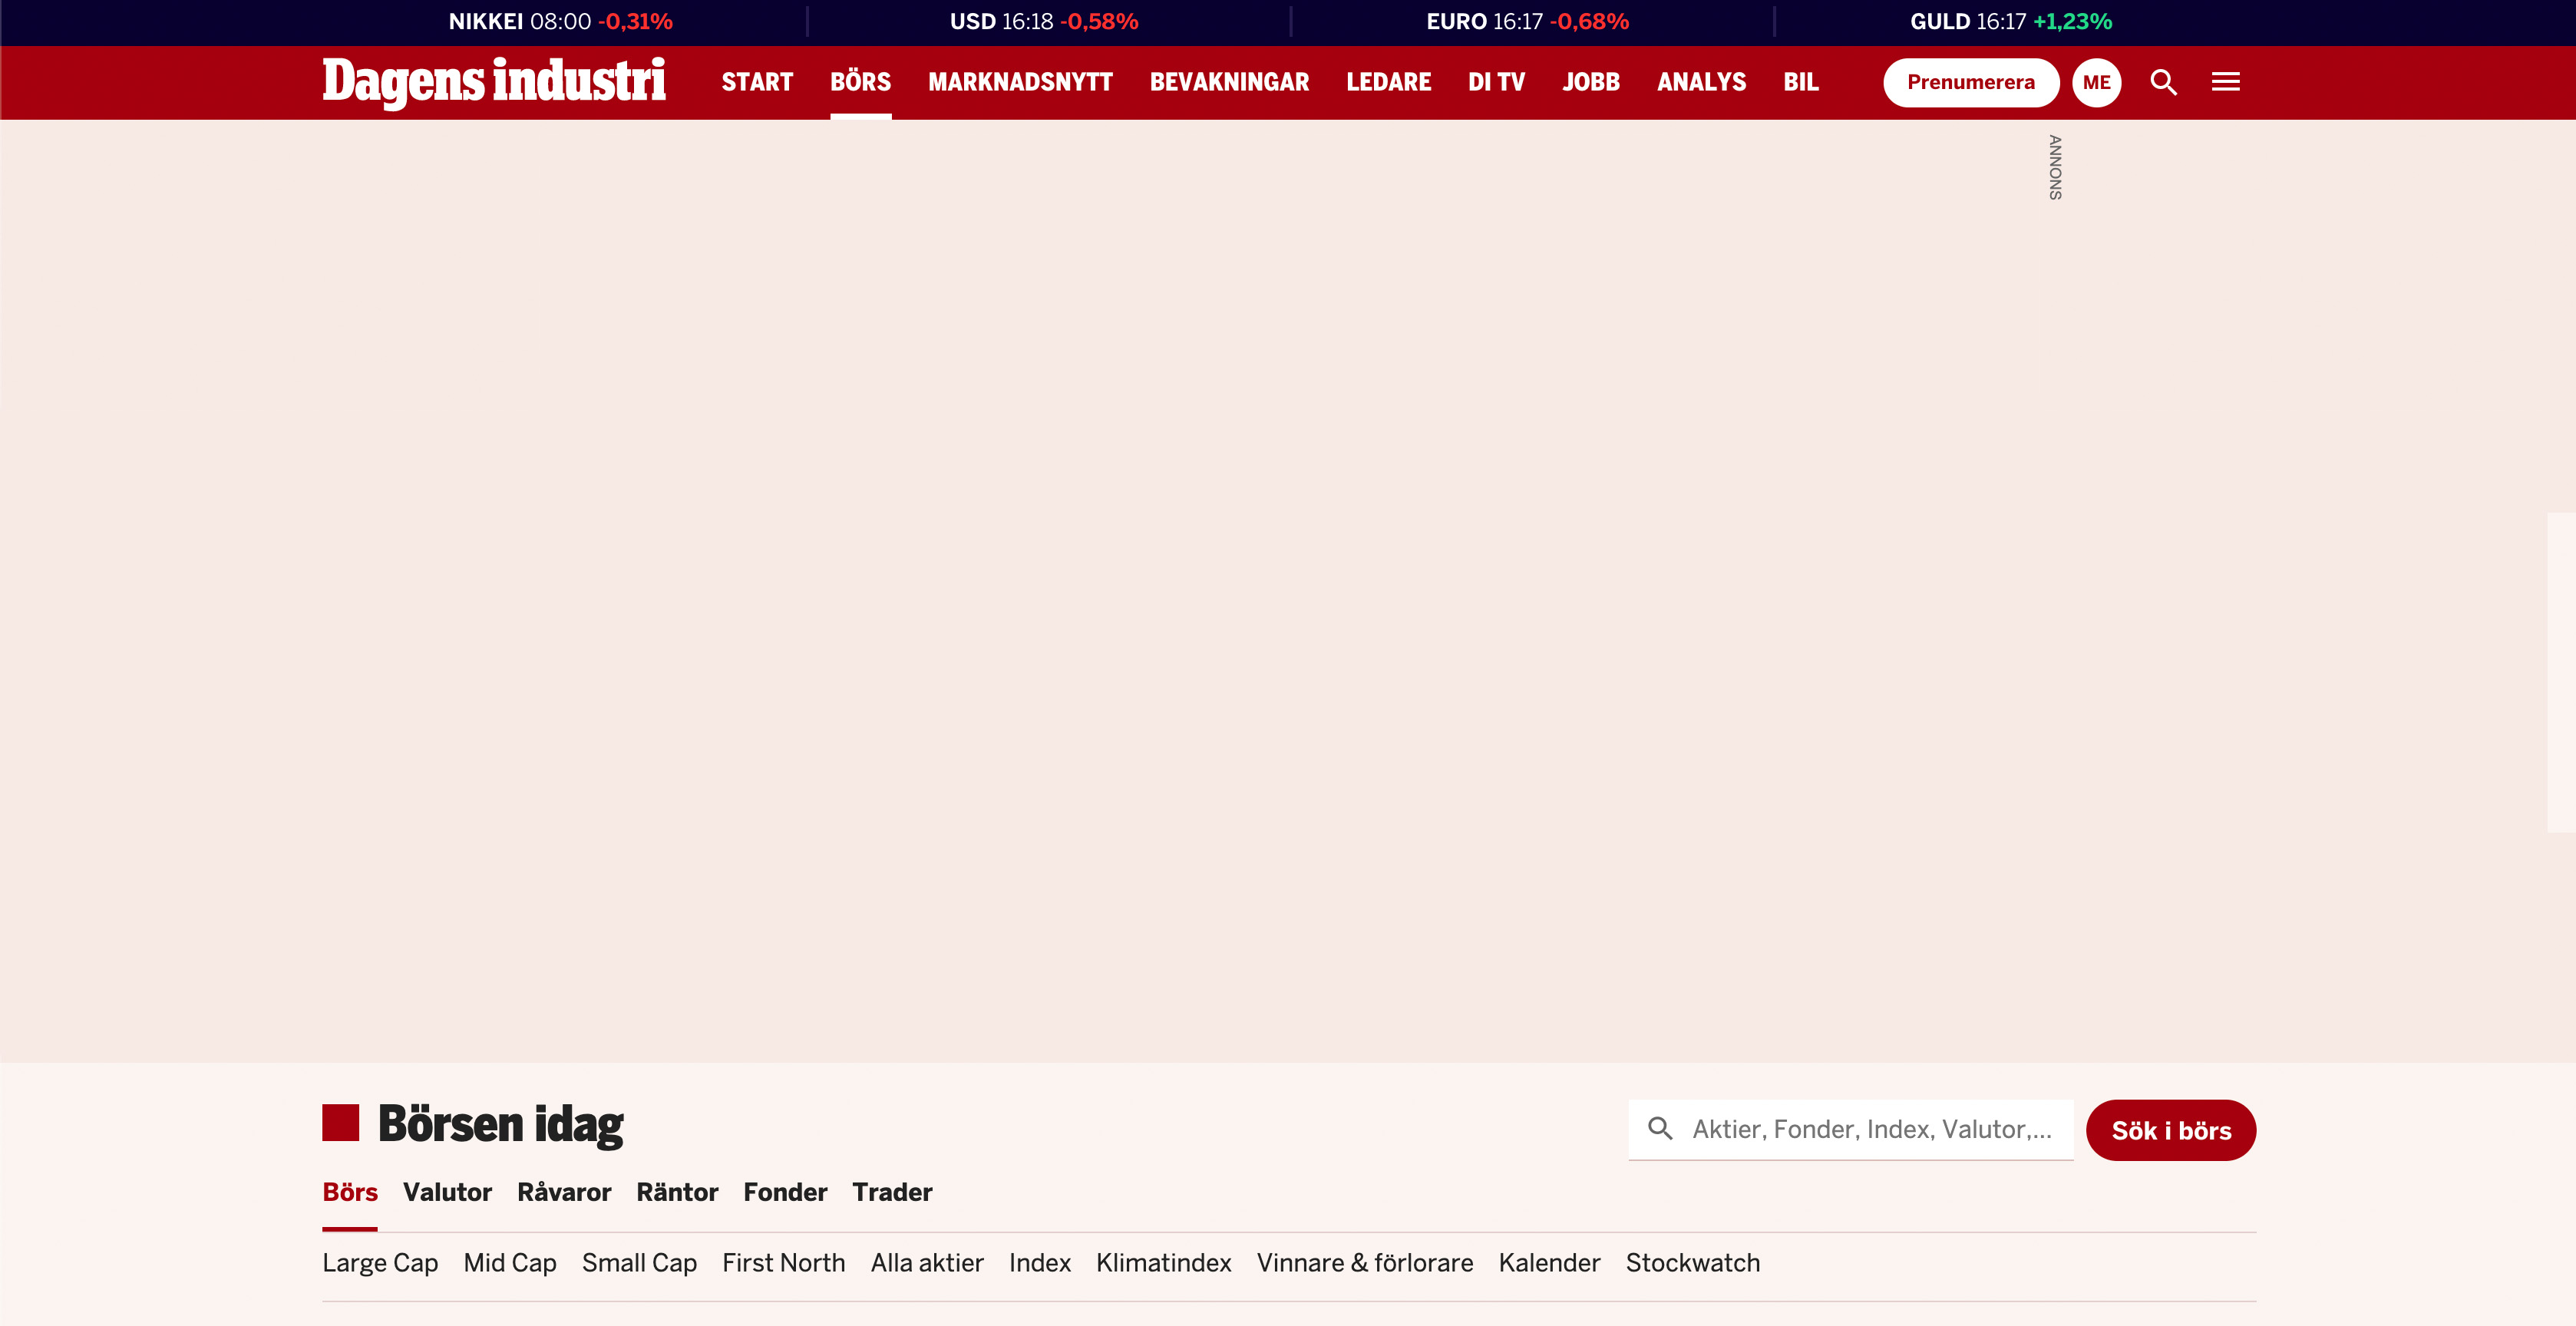 NIKKEI 08:00 -0,31% USD 16:18 -0,58% EURO 16:17 -0,68% GULD 16:17 +1,23%
Dagens industri START BÖRS MARKNADSNYTT BEVAKNINGAR LEDARE DI TV JOBB ANALYS BIL Prenumerera ME
ANNONS
Börsen idag
Aktier, Fonder, Index, Valutor,... Sök i börs
Börs Valutor Råvaror Räntor Fonder Trader
Large Cap Mid Cap Small Cap First North Alla aktier Index Klimatindex Vinnare & förlorare Kalender Stockwatch